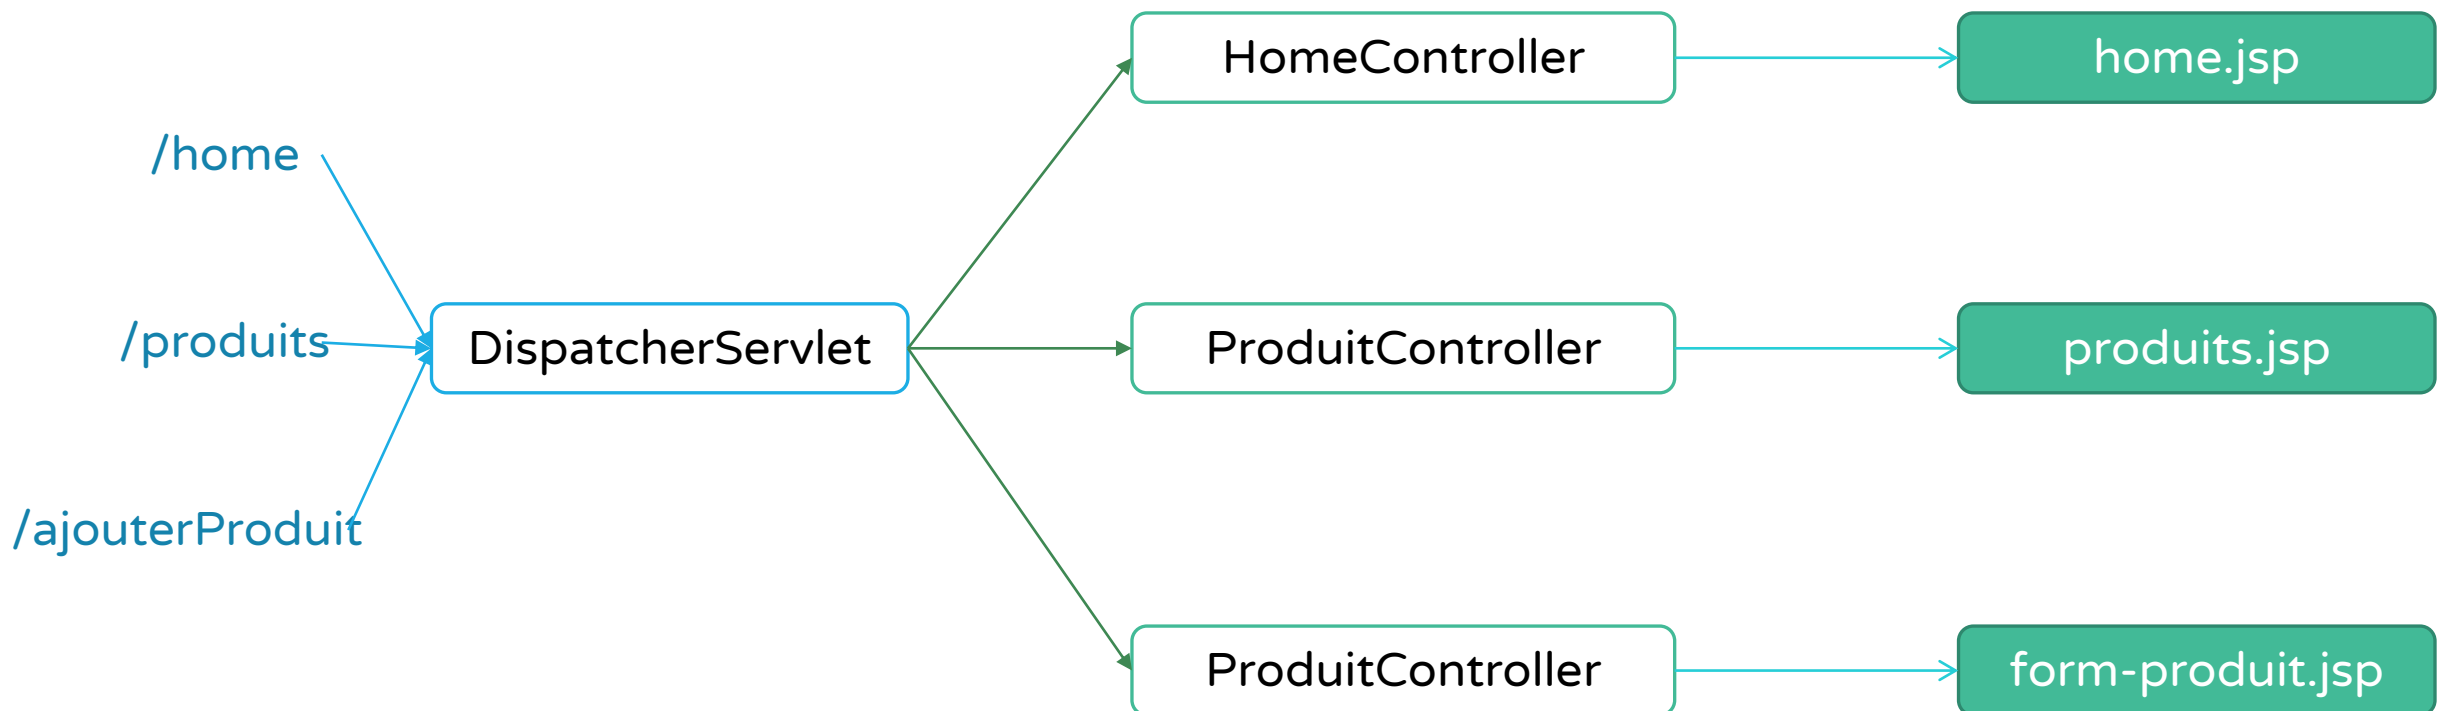 HomeController
home.jsp
/home
/produits
DispatcherServlet
ProduitController
produits.jsp
/ajouterProduit
ProduitController
form-produit.jsp